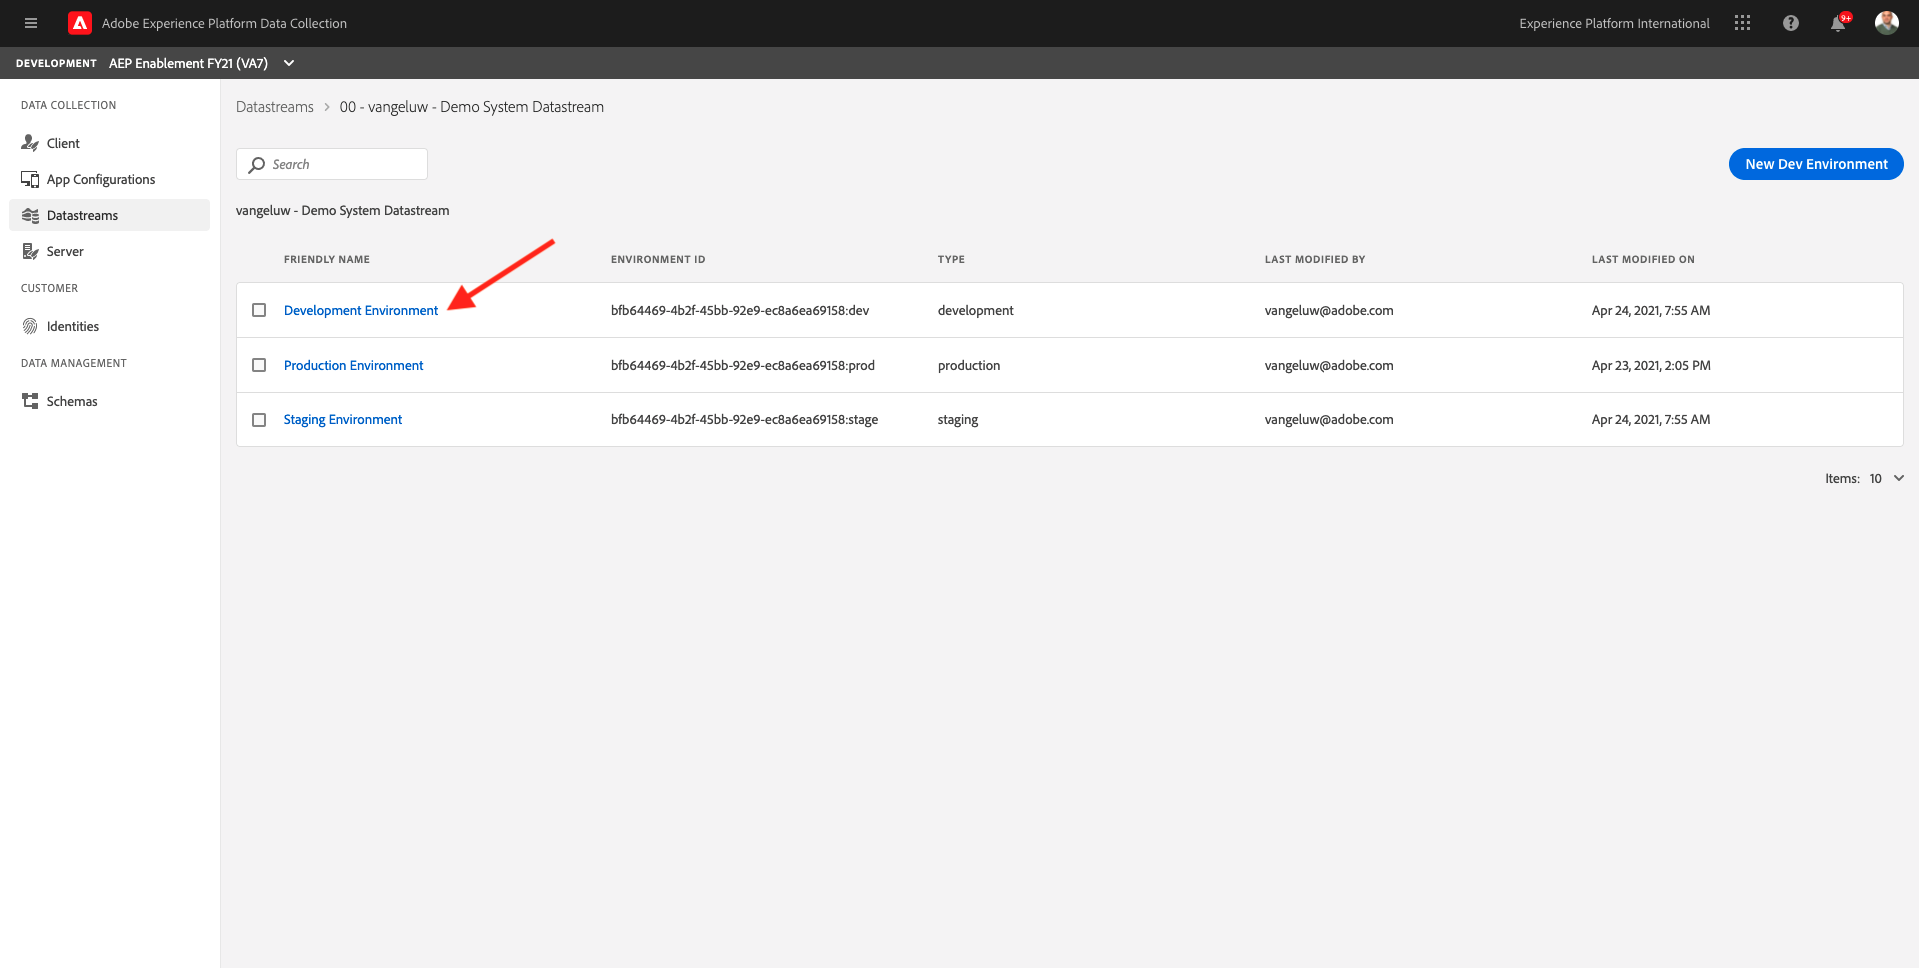 Adobe Experience Platform Data Collection
Experience Platform International
9+
DEVELOPMENT AEP Enablement FY21 (VA7)
DATA COLLECTION
Client
App Configurations
Datastreams
Server
CUSTOMER
Identities
DATA MANAGEMENT
Schemas
Datastreams > 00 - vangeluw - Demo System Datastream
Search
New Dev Environment
vangeluw - Demo System Datastream
FRIENDLY NAME ENVIRONMENT ID TYPE LAST MODIFIED BY LAST MODIFIED ON
Development Environment bfb64469-4b2f-45bb-92e9-ec8a6ea69158:dev development vangeluw@adobe.com Apr 24, 2021, 7:55 AM
Production Environment bfb64469-4b2f-45bb-92e9-ec8a6ea69158:prod production vangeluw@adobe.com Apr 23, 2021, 2:05 PM
Staging Environment bfb64469-4b2f-45bb-92e9-ec8a6ea69158:stage staging vangeluw@adobe.com Apr 24, 2021, 7:55 AM
Items: 10